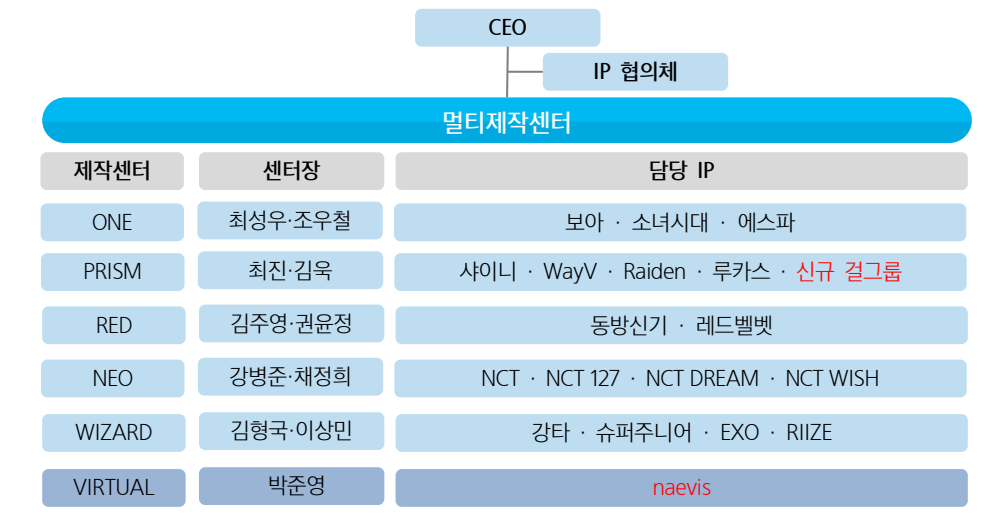 CEO
IP 협의체
멀티제작센터
제작센터 센터장 담당 IP
ONE 최성우·조우철 보아 · 소녀시대 · 에스파
PRISM 최진·김욱 샤이니 · WayV · Raiden · 루카스 · 신규 걸그룹
RED 김주영·권윤정 동방신기 · 레드벨벳
NEO 강병준·채정희 NCT · NCT 127 · NCT DREAM · NCT WISH
WIZARD 김형국·이상민 강타 · 슈퍼주니어 · EXO · RIIZE
VIRTUAL 박준영 naevis